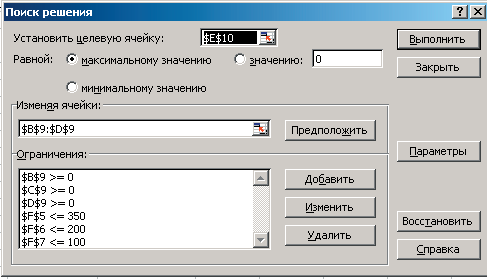 Поиск решения
Установить целевую ячейку: $E$10 Выполнить
Равной: максимальному значению значению: 0 Закрыть
минимальному значению
Изменяя ячейки:
$B$9:$D$9 Предположить
Ограничения: Параметры
$B$9 >= 0 Добавить
$C$9 >= 0
$D$9 >= 0 Изменить
$F$5 <= 350
$F$6 <= 200 Удалить Восстановить
$F$7 <= 100
Справка